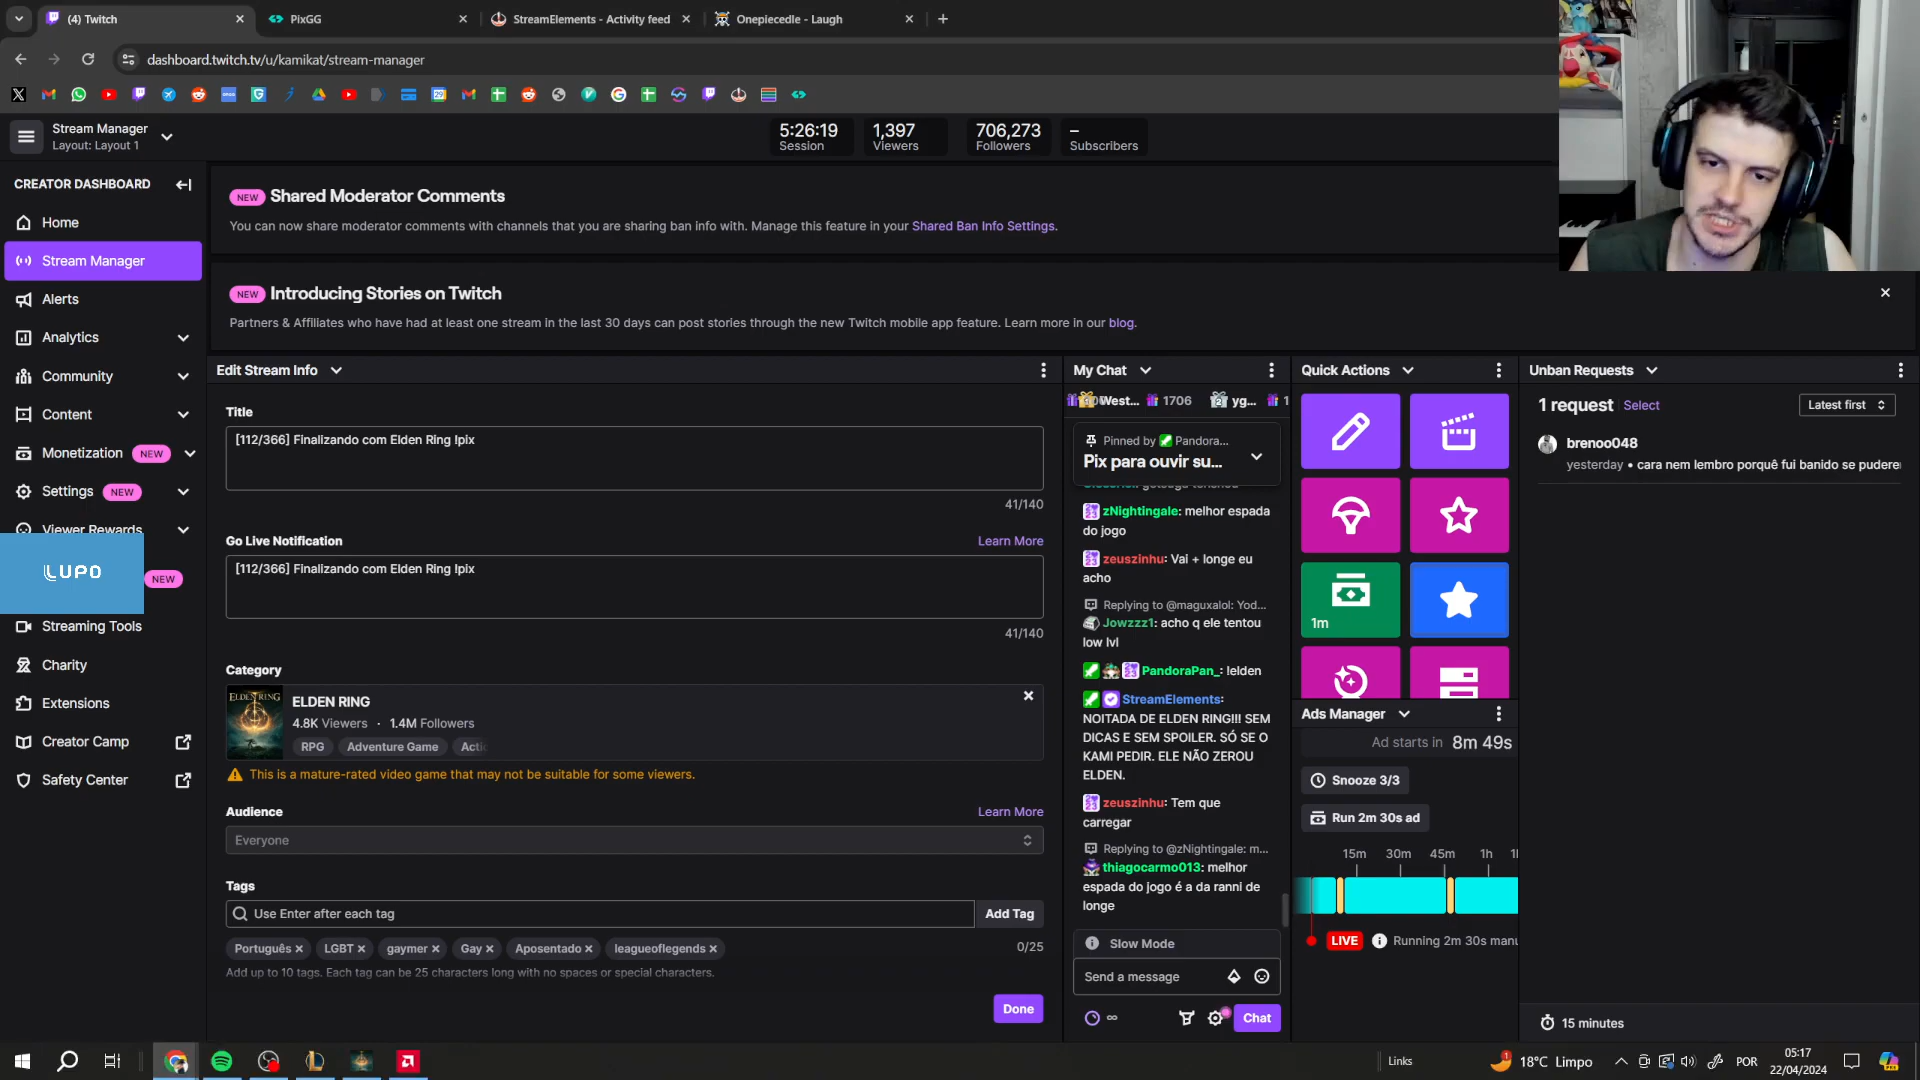 (4) Twitch
PixGG
StreamElements - Activity feed
Onepiecedle - Laugh
dashboard.twitch.tv/u/kamikat/stream-manager
Stream Manager
Layout: Layout 1
5:26:19
Session
1,397
Viewers
706,273
Followers
–
Subscribers
CREATOR DASHBOARD
Home
Stream Manager
Alerts
Analytics
Community
Content
Monetization NEW
Settings NEW
Viewer Rewards
LUPO
NEW
Streaming Tools
Charity
Extensions
Creator Camp
Safety Center
NEW Shared Moderator Comments
You can now share moderator comments with channels that you are sharing ban info with. Manage this feature in your Shared Ban Info Settings.
NEW Introducing Stories on Twitch
Partners & Affiliates who have had at least one stream in the last 30 days can post stories through the new Twitch mobile app feature. Learn more in our blog.
Edit Stream Info
Title
[112/366] Finalizando com Elden Ring !pix
41/140
Go Live Notification Learn More
[112/366] Finalizando com Elden Ring !pix
41/140
Category
ELDEN RING
ELDEN RING
4.8K Viewers · 1.4M Followers
RPG Adventure Game Actic
This is a mature-rated video game that may not be suitable for some viewers.
Audience Learn More
Everyone
Tags
Use Enter after each tag
Add Tag
Português LGBT gaymer Gay Aposentado leagueoflegends
0/25
Add up to 10 tags. Each tag can be 25 characters long with no spaces or special characters.
Done
My Chat
West... 1706 yg... 1
Pinned by Pandora...
Pix para ouvir su...
zNightingale: melhor espada
do jogo
zeuszinhu: Vai + longe eu
acho
Replying to @maguxalol: Yod...
Jowzzz1: acho q ele tentou
low lvl
PandoraPan_: !elden
StreamElements:
NOITADA DE ELDEN RING!!! SEM
DICAS E SEM SPOILER. SÓ SE O
KAMI PEDIR. ELE NÃO ZEROU
ELDEN.
zeuszinhu: Tem que
carregar
Replying to @zNightingale: m...
thiagocarmo013: melhor
espada do jogo é a da ranni de
longe
Slow Mode
Send a message
∞
Chat
Quick Actions
1m
Ads Manager
Ad starts in 8m 49s
Snooze 3/3
Run 2m 30s ad
15m 30m 45m 1h
LIVE Running 2m 30s manu
Unban Requests
1 request Select
Latest first
brenoo048
yesterday • cara nem lembro porquê fui banido se puderem
15 minutes
Links
18°C Limpo
POR
05:17
22/04/2024